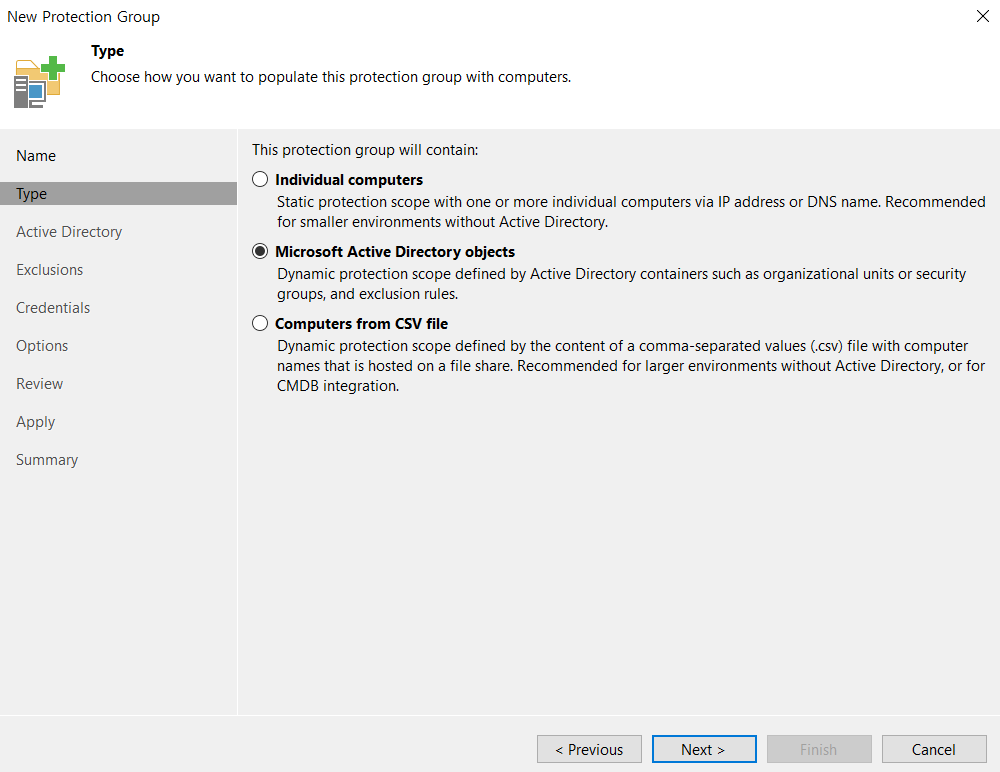 New Protection Group
Type
Choose how you want to populate this protection group with computers.
Name
Type
Active Directory
Exclusions
Credentials
Options
Review
Apply
Summary
This protection group will contain:
Individual computers
Static protection scope with one or more individual computers via IP address or DNS name. Recommended
for smaller environments without Active Directory.
Microsoft Active Directory objects
Dynamic protection scope defined by Active Directory containers such as organizational units or security
groups, and exclusion rules.
Computers from CSV file
Dynamic protection scope defined by the content of a comma-separated values (.csv) file with computer
names that is hosted on a file share. Recommended for larger environments without Active Directory, or for
CMDB integration.
< Previous
Next >
Finish
Cancel